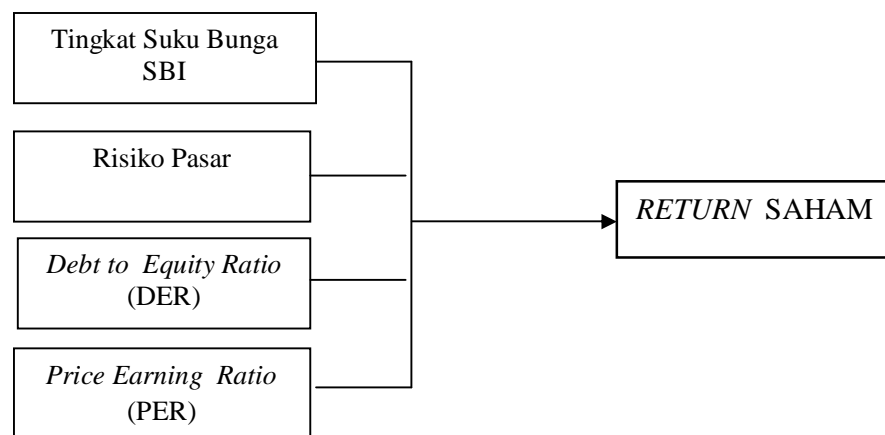 Tingkat Suku Bunga
SBI
Risiko Pasar
RETURN SAHAM
Debt to Equity Ratio
(DER)
Price Earning Ratio
(PER)